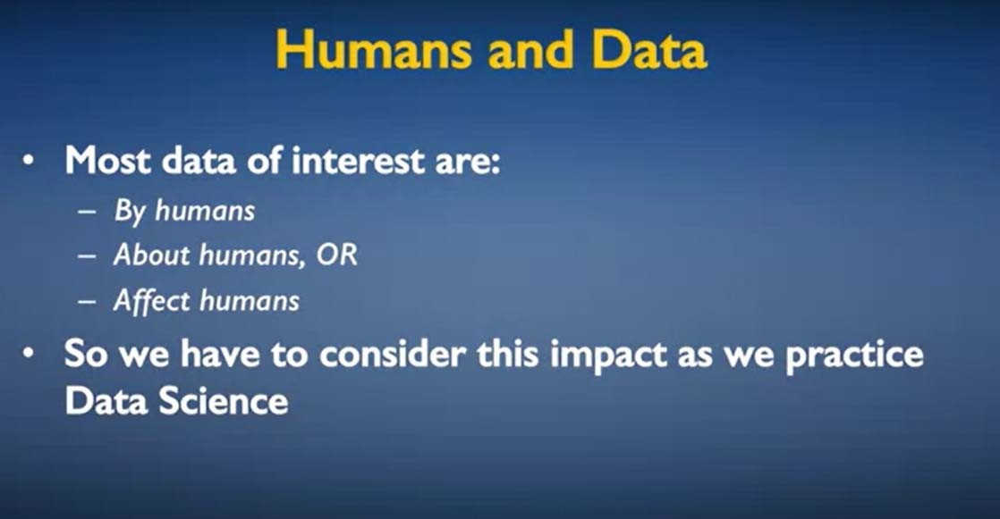 Humans and Data
• Most data of interest are:
– By humans
– About humans, OR
– Affect humans
• So we have to consider this impact as we practice
Data Science